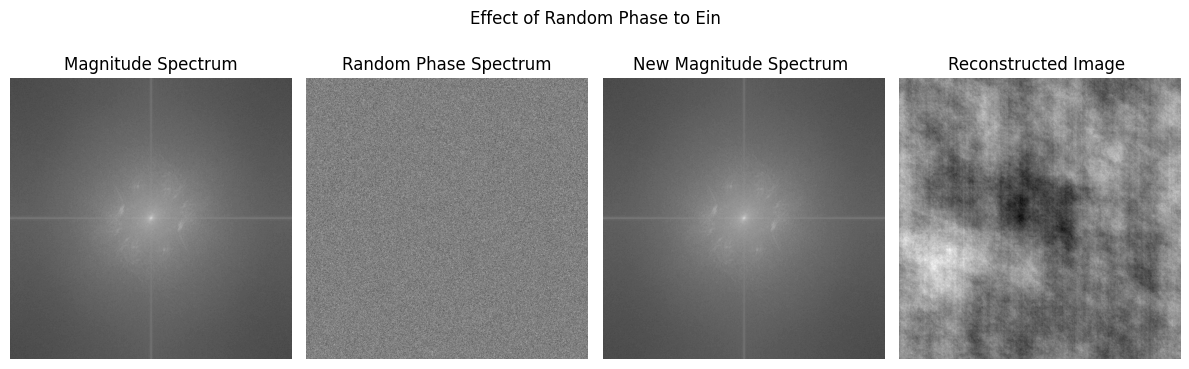 Effect of Random Phase to Ein
Magnitude Spectrum
Random Phase Spectrum
New Magnitude Spectrum
Reconstructed Image